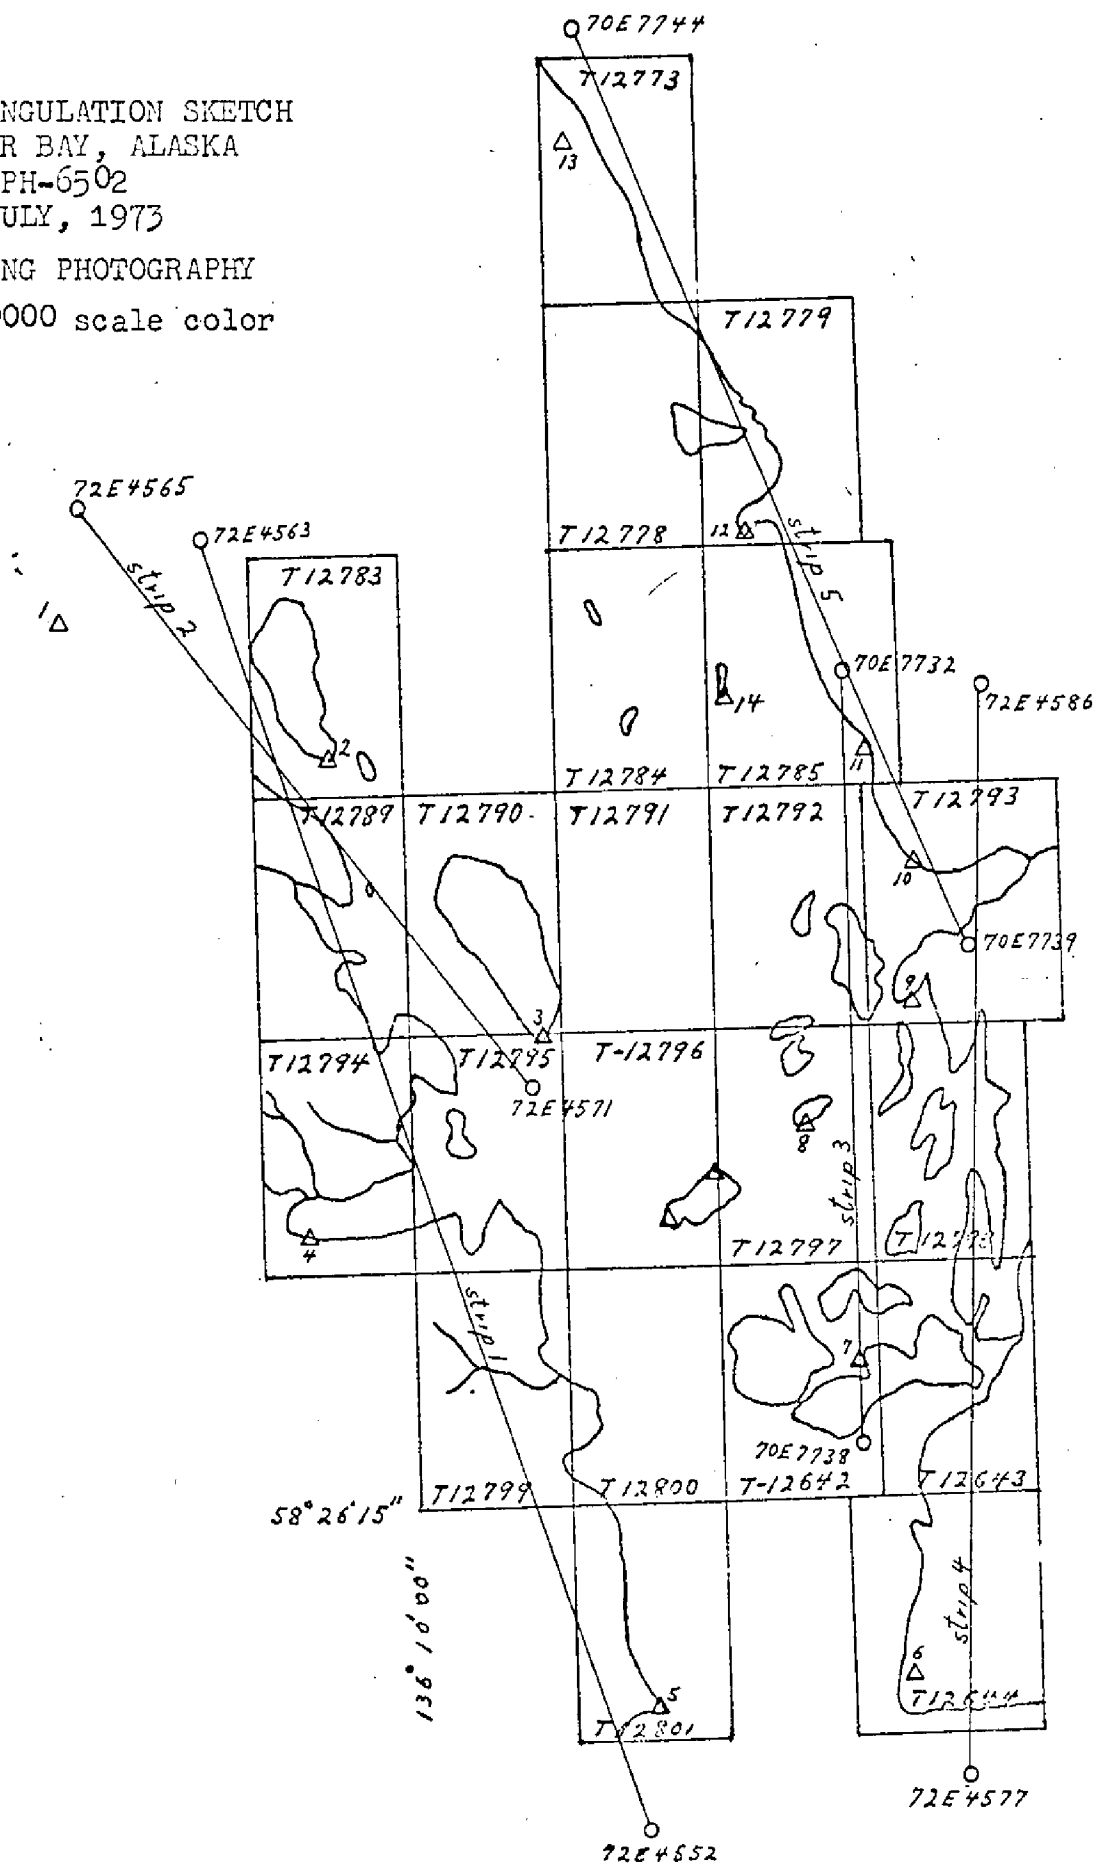 70E7744
T12773
NGULATION SKETCH
R BAY, ALASKA
PH-6502
ULY, 1973
NG PHOTOGRAPHY
000 scale color
13
T12779
72E4565
72E4563
T12778
12
strip 5
T12783
strip 2
1
70E7732
72E4586
14
2
11
T12784
T12785
T12789
T12790
T12791
T12792
T12793
10
70E7739
9
3
T12794
T12795
T-12796
72E4571
8
strip 3
4
T12797
strip 1
7
70E7738
T12799
T12800
T-12642
T12643
58° 26' 15"
136° 10' 00"
strip 4
6
5
T12644
T12801
72E4577
72E4552